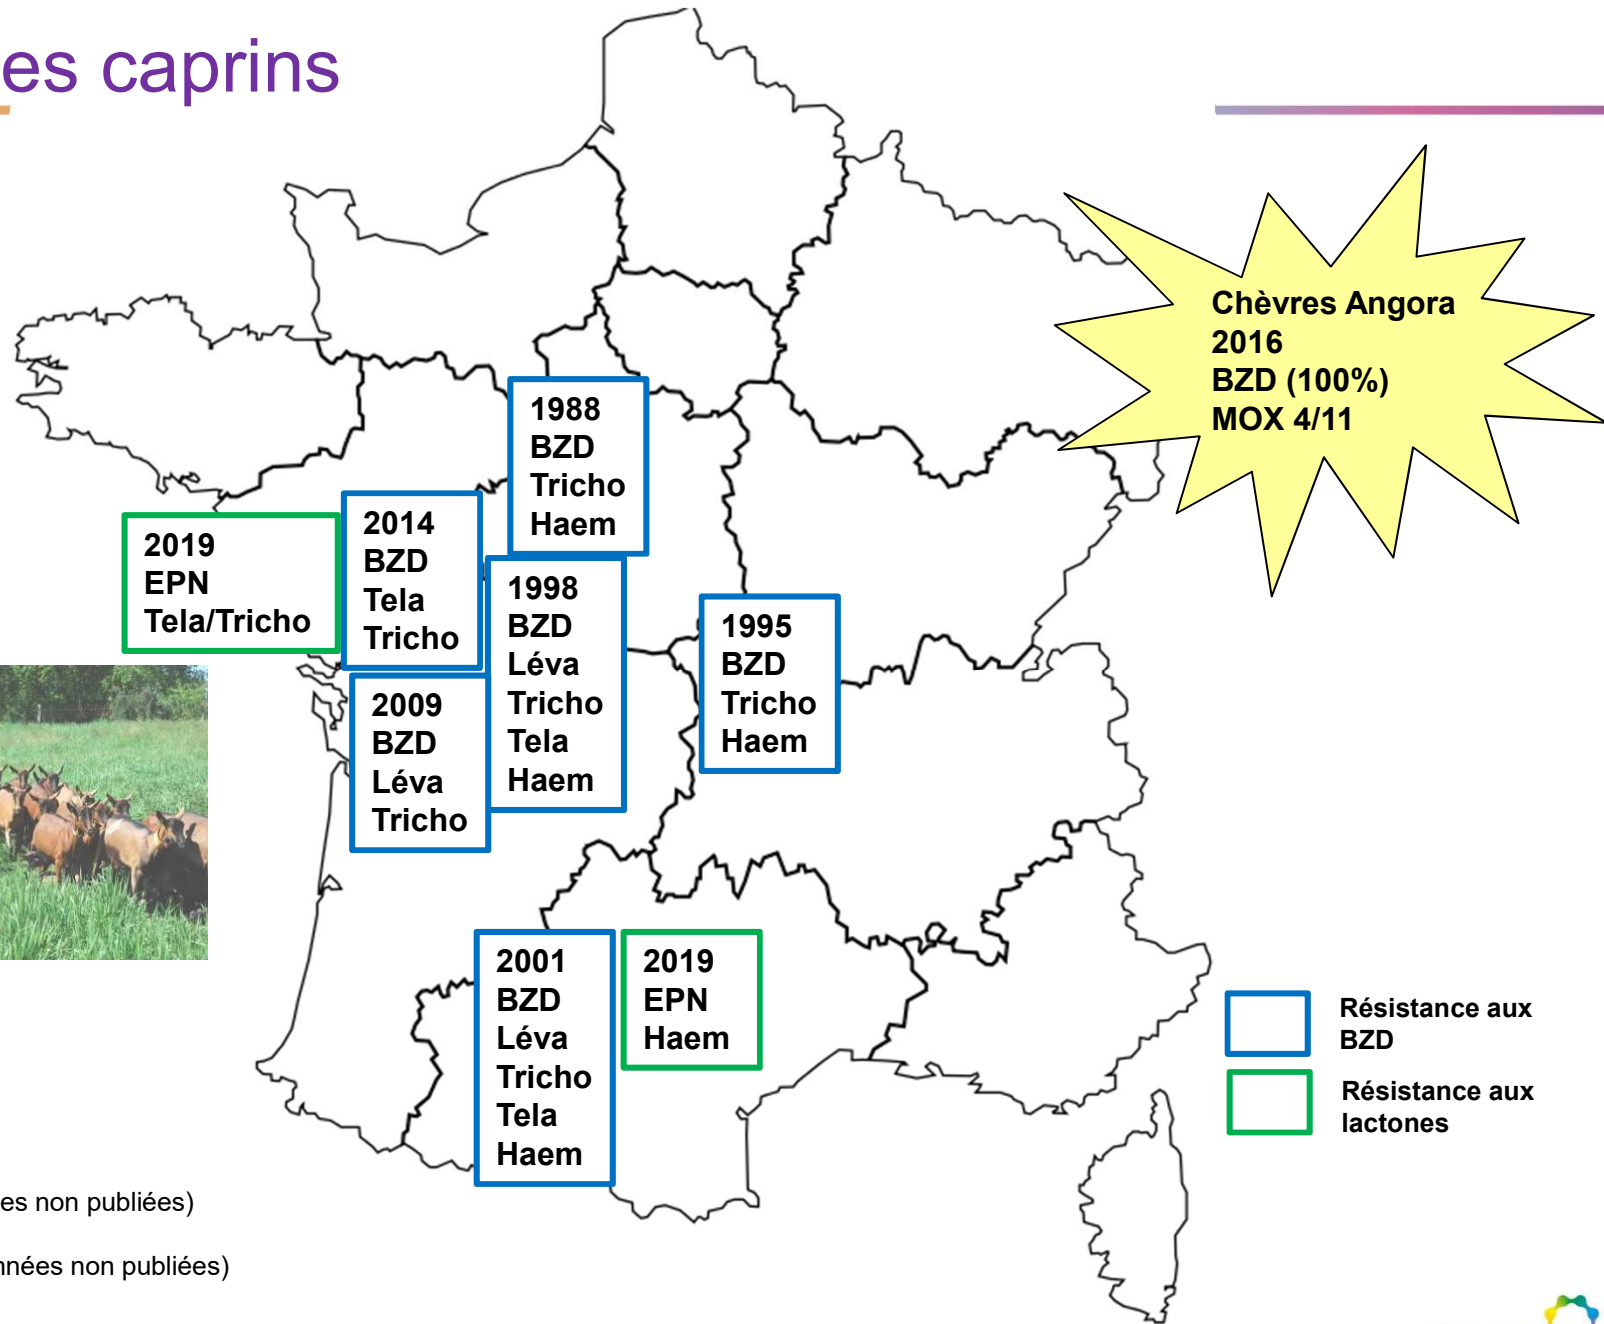 es caprins
Chèvres Angora
2016
BZD (100%)
MOX 4/11
1988
BZD
Tricho
Haem
2014
BZD
Tela
Tricho
2019
EPN
Tela/Tricho
1998
BZD
Léva
Tricho
Tela
Haem
1995
BZD
Tricho
Haem
2009
BZD
Léva
Tricho
2001
BZD
Léva
Tricho
Tela
Haem
2019
EPN
Haem
Résistance aux
BZD
Résistance aux
lactones
es non publiées)
nnées non publiées)